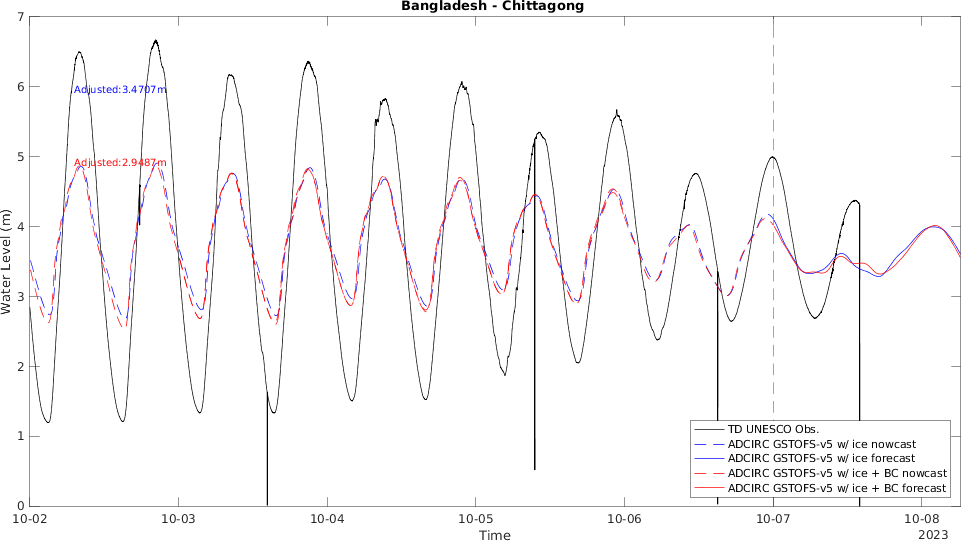 Bangladesh - Chittagong
7
6
5
4
3
2
1
0
Water Level (m)
Adjusted:3.4707m
Adjusted:2.9487m
TD UNESCO Obs.
ADCIRC GSTOFS-v5 w/ ice nowcast
ADCIRC GSTOFS-v5 w/ ice forecast
ADCIRC GSTOFS-v5 w/ ice + BC nowcast
ADCIRC GSTOFS-v5 w/ ice + BC forecast
10-02 10-03 10-04 10-05 10-06 10-07 10-08
Time
2023